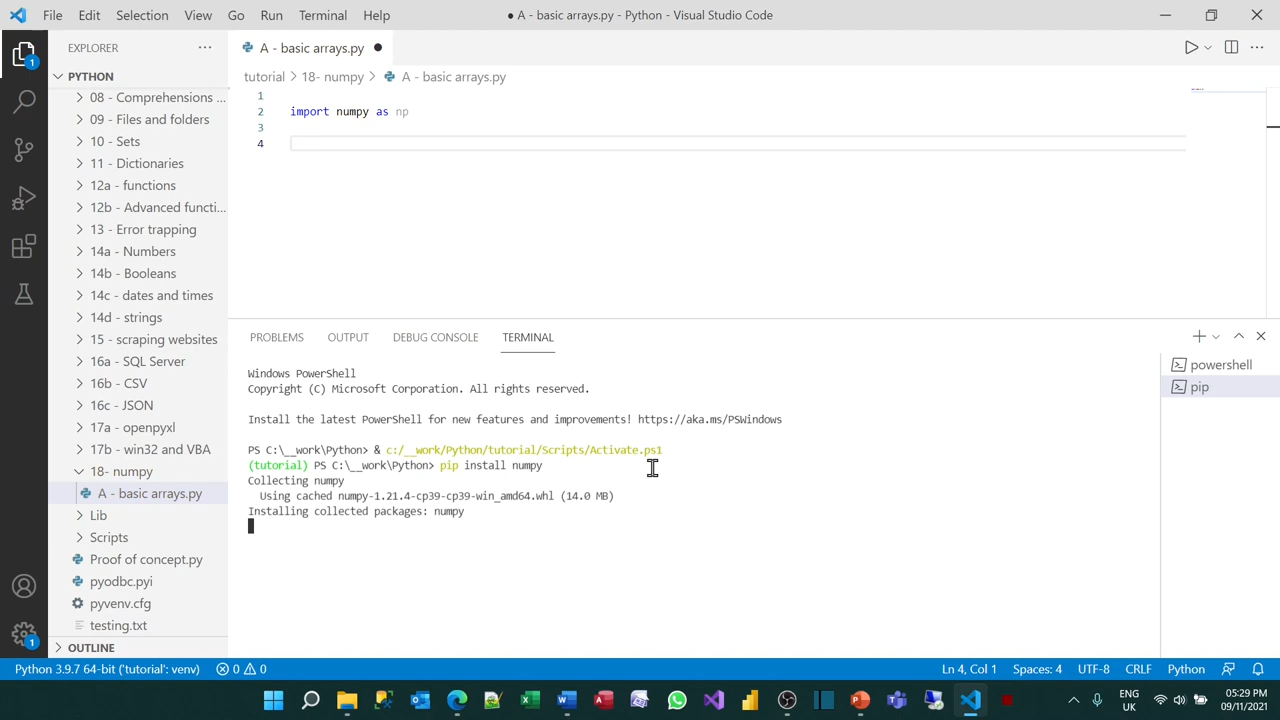 File Edit Selection View Go Run Terminal Help
● A - basic arrays.py - Python - Visual Studio Code
EXPLORER
A - basic arrays.py
PYTHON
tutorial > 18- numpy > A - basic arrays.py
08 - Comprehensions ...
09 - Files and folders
10 - Sets
11 - Dictionaries
12a - functions
12b - Advanced functi...
13 - Error trapping
14a - Numbers
14b - Booleans
14c - dates and times
14d - strings
15 - scraping websites
16a - SQL Server
16b - CSV
16c - JSON
17a - openpyxl
17b - win32 and VBA
18- numpy
A - basic arrays.py
Lib
Scripts
Proof of concept.py
pyodbc.pyi
pyvenv.cfg
testing.txt
OUTLINE
1
2 import numpy as np
3
4
PROBLEMS OUTPUT DEBUG CONSOLE TERMINAL
Windows PowerShell
Copyright (C) Microsoft Corporation. All rights reserved.
Install the latest PowerShell for new features and improvements! https://aka.ms/PSWindows
PS C:\__work\Python> & c:/__work/Python/tutorial/Scripts/Activate.ps1
(tutorial) PS C:\__work\Python> pip install numpy
Collecting numpy
Using cached numpy-1.21.4-cp39-cp39-win_amd64.whl (14.0 MB)
Installing collected packages: numpy
powershell
pip
1
1
Python 3.9.7 64-bit ('tutorial': venv) 0 0 Ln 4, Col 1 Spaces: 4 UTF-8 CRLF Python
ENG
UK
05:29 PM
09/11/2021